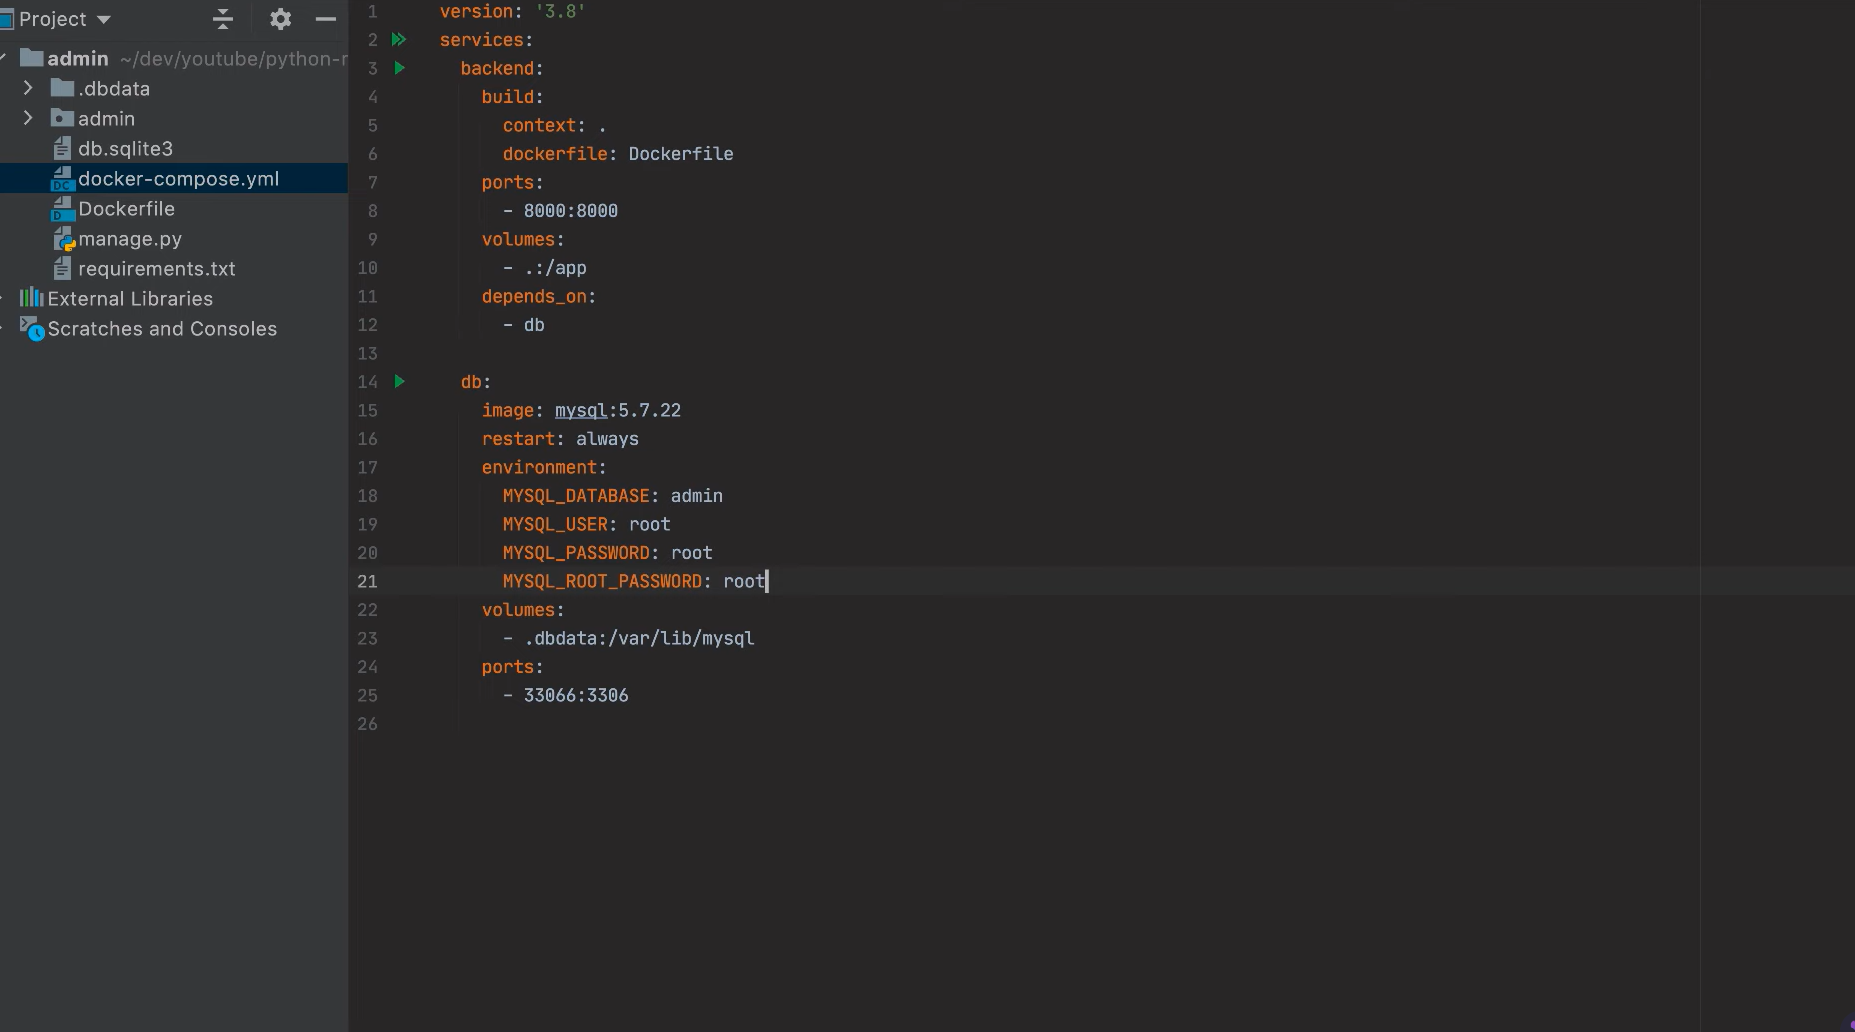 Project
admin ~/dev/youtube/python-r
.dbdata
admin
db.sqlite3
docker-compose.yml
Dockerfile
manage.py
requirements.txt
External Libraries
Scratches and Consoles
1 version: '3.8'
2 services:
3 backend:
4 build:
5 context: .
6 dockerfile: Dockerfile
7 ports:
8 - 8000:8000
9 volumes:
10 - .:/app
11 depends_on:
12 - db
13
14 db:
15 image: mysql:5.7.22
16 restart: always
17 environment:
18 MYSQL_DATABASE: admin
19 MYSQL_USER: root
20 MYSQL_PASSWORD: root
21 MYSQL_ROOT_PASSWORD: root
22 volumes:
23 - .dbdata:/var/lib/mysql
24 ports:
25 - 33066:3306
26